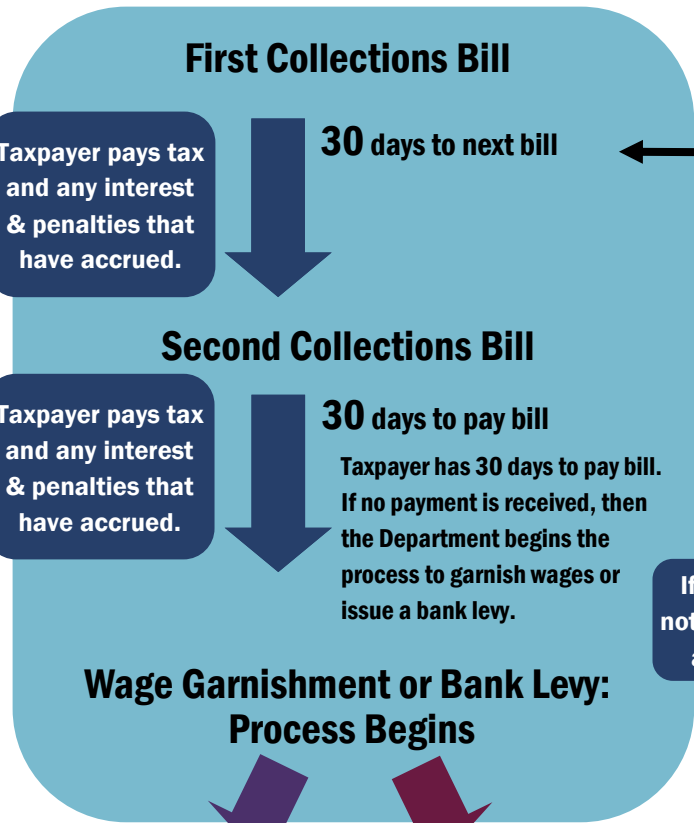 First Collections Bill
Taxpayer pays tax
and any interest
& penalties that
have accrued.
30 days to next bill
Second Collections Bill
Taxpayer pays tax
and any interest
& penalties that
have accrued.
30 days to pay bill
Taxpayer has 30 days to pay bill.
If no payment is received, then
the Department begins the
process to garnish wages or
issue a bank levy.
If
not
Wage Garnishment or Bank Levy:
Process Begins